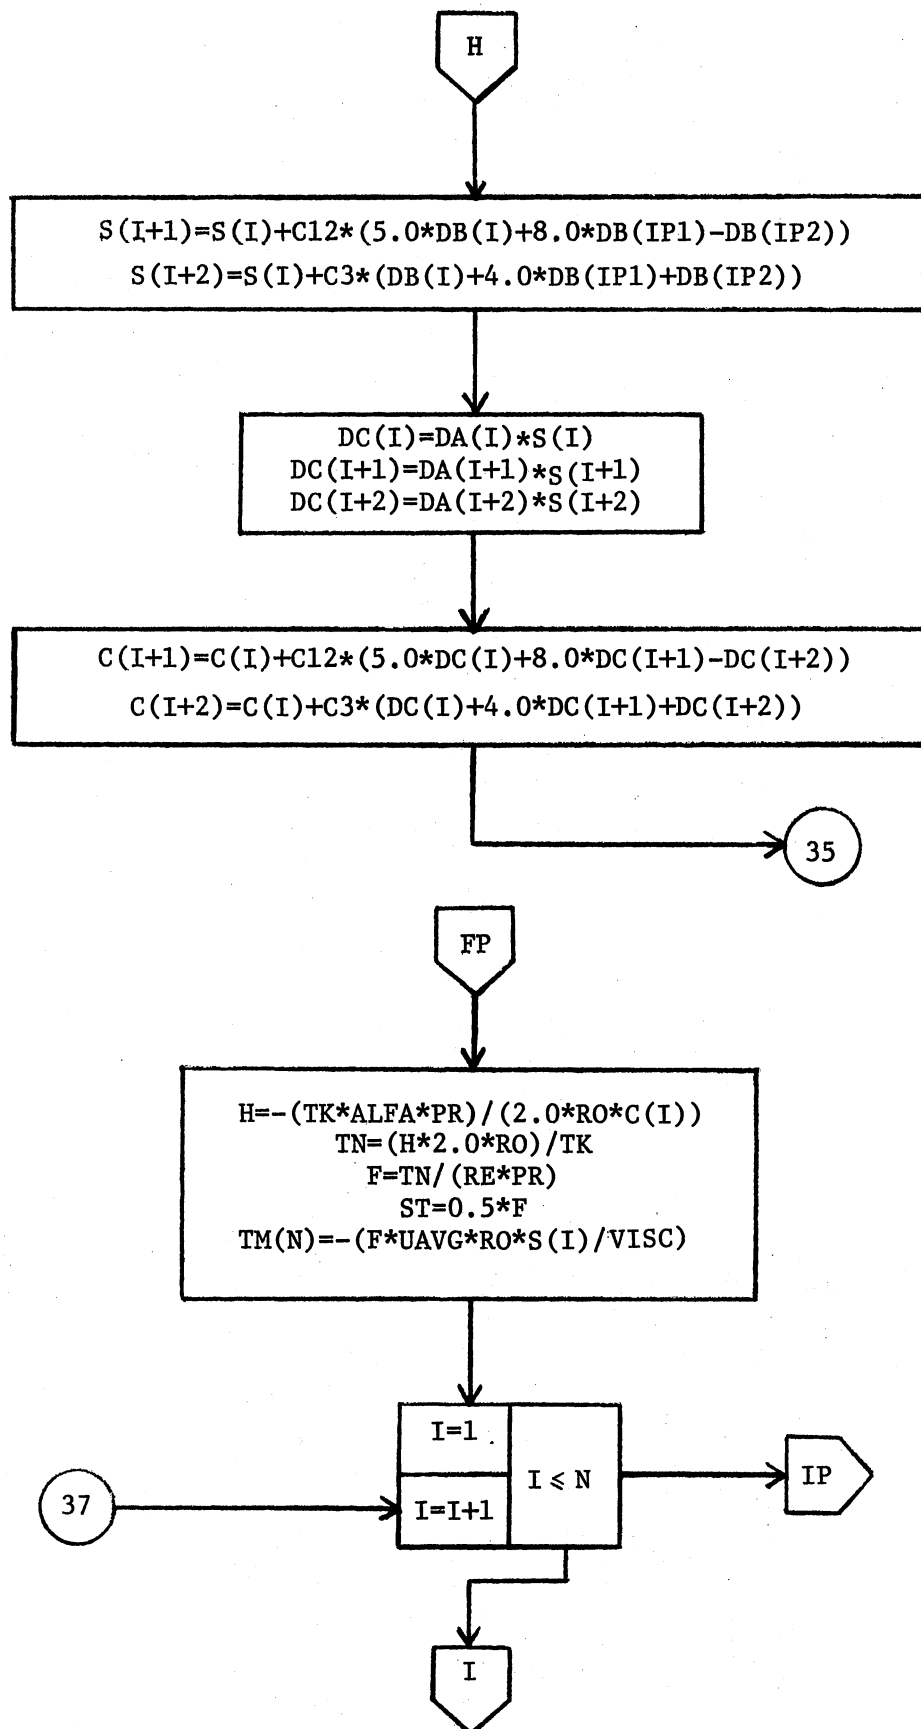 H
S(I+1)=S(I)+C12*(5.0*DB(I)+8.0*DB(IP1)-DB(IP2))
S(I+2)=S(I)+C3*(DB(I)+4.0*DB(IP1)+DB(IP2))
DC(I)=DA(I)*S(I)
DC(I+1)=DA(I+1)*S(I+1)
DC(I+2)=DA(I+2)*S(I+2)
C(I+1)=C(I)+C12*(5.0*DC(I)+8.0*DC(I+1)-DC(I+2))
C(I+2)=C(I)+C3*(DC(I)+4.0*DC(I+1)+DC(I+2))
35
FP
H=-(TK*ALFA*PR)/(2.0*RO*C(I))
TN=(H*2.0*RO)/TK
F=TN/(RE*PR)
ST=0.5*F
TM(N)=-(F*UAVG*RO*S(I)/VISC)
I=1
I ≤ N
IP
37
I=I+1
I